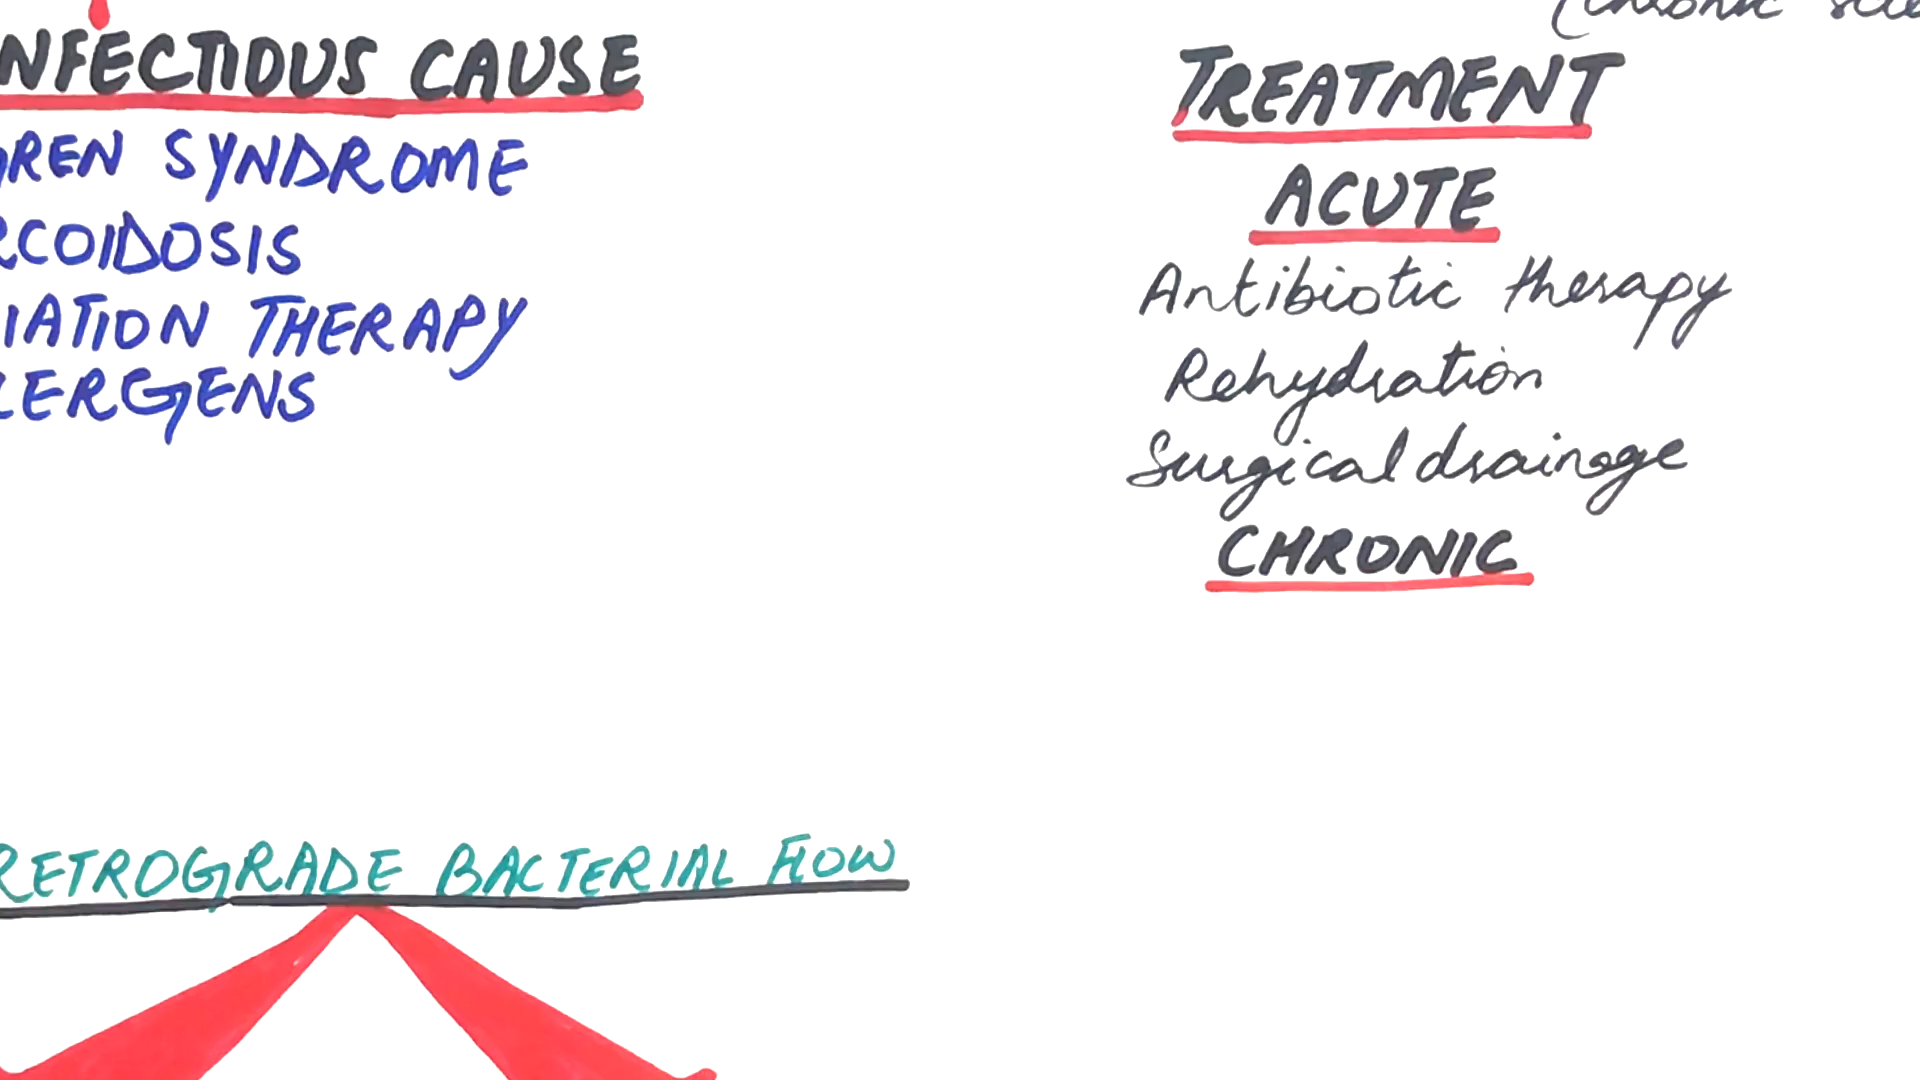 NFECTIOUS CAUSE
REN SYNDROME
RCOIDOSIS
IATION THERAPY
LERGENS
(chronic
TREATMENT
ACUTE
Antibiotic therapy
Rehydration
Surgical drainage
CHRONIC
RETROGRADE BACTERIAL FLOW